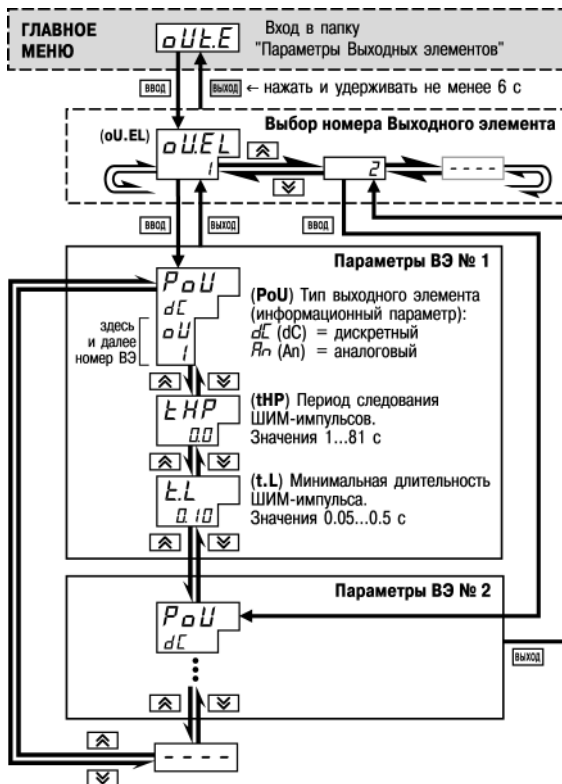 ГЛАВНОЕ МЕНЮ
oUt.E
Вход в папку
"Параметры Выходных элементов"
ввод
выход ← нажать и удерживать не менее 6 с
Выбор номера Выходного элемента
(oU.EL)
oU.EL
1
2
- - - -
ввод
выход
ввод
Параметры ВЭ № 1
PoU
dC
oU
1
здесь
и далее
номер ВЭ
(PoU) Тип выходного элемента
(информационный параметр):
dC (dC) = дискретный
An (An) = аналоговый
tHP
0.0
(tHP) Период следования
ШИМ-импульсов.
Значения 1...81 с
t.L
0.10
(t.L) Минимальная длительность
ШИМ-импульса.
Значения 0.05...0.5 с
Параметры ВЭ № 2
PoU
dC
выход
- - - -